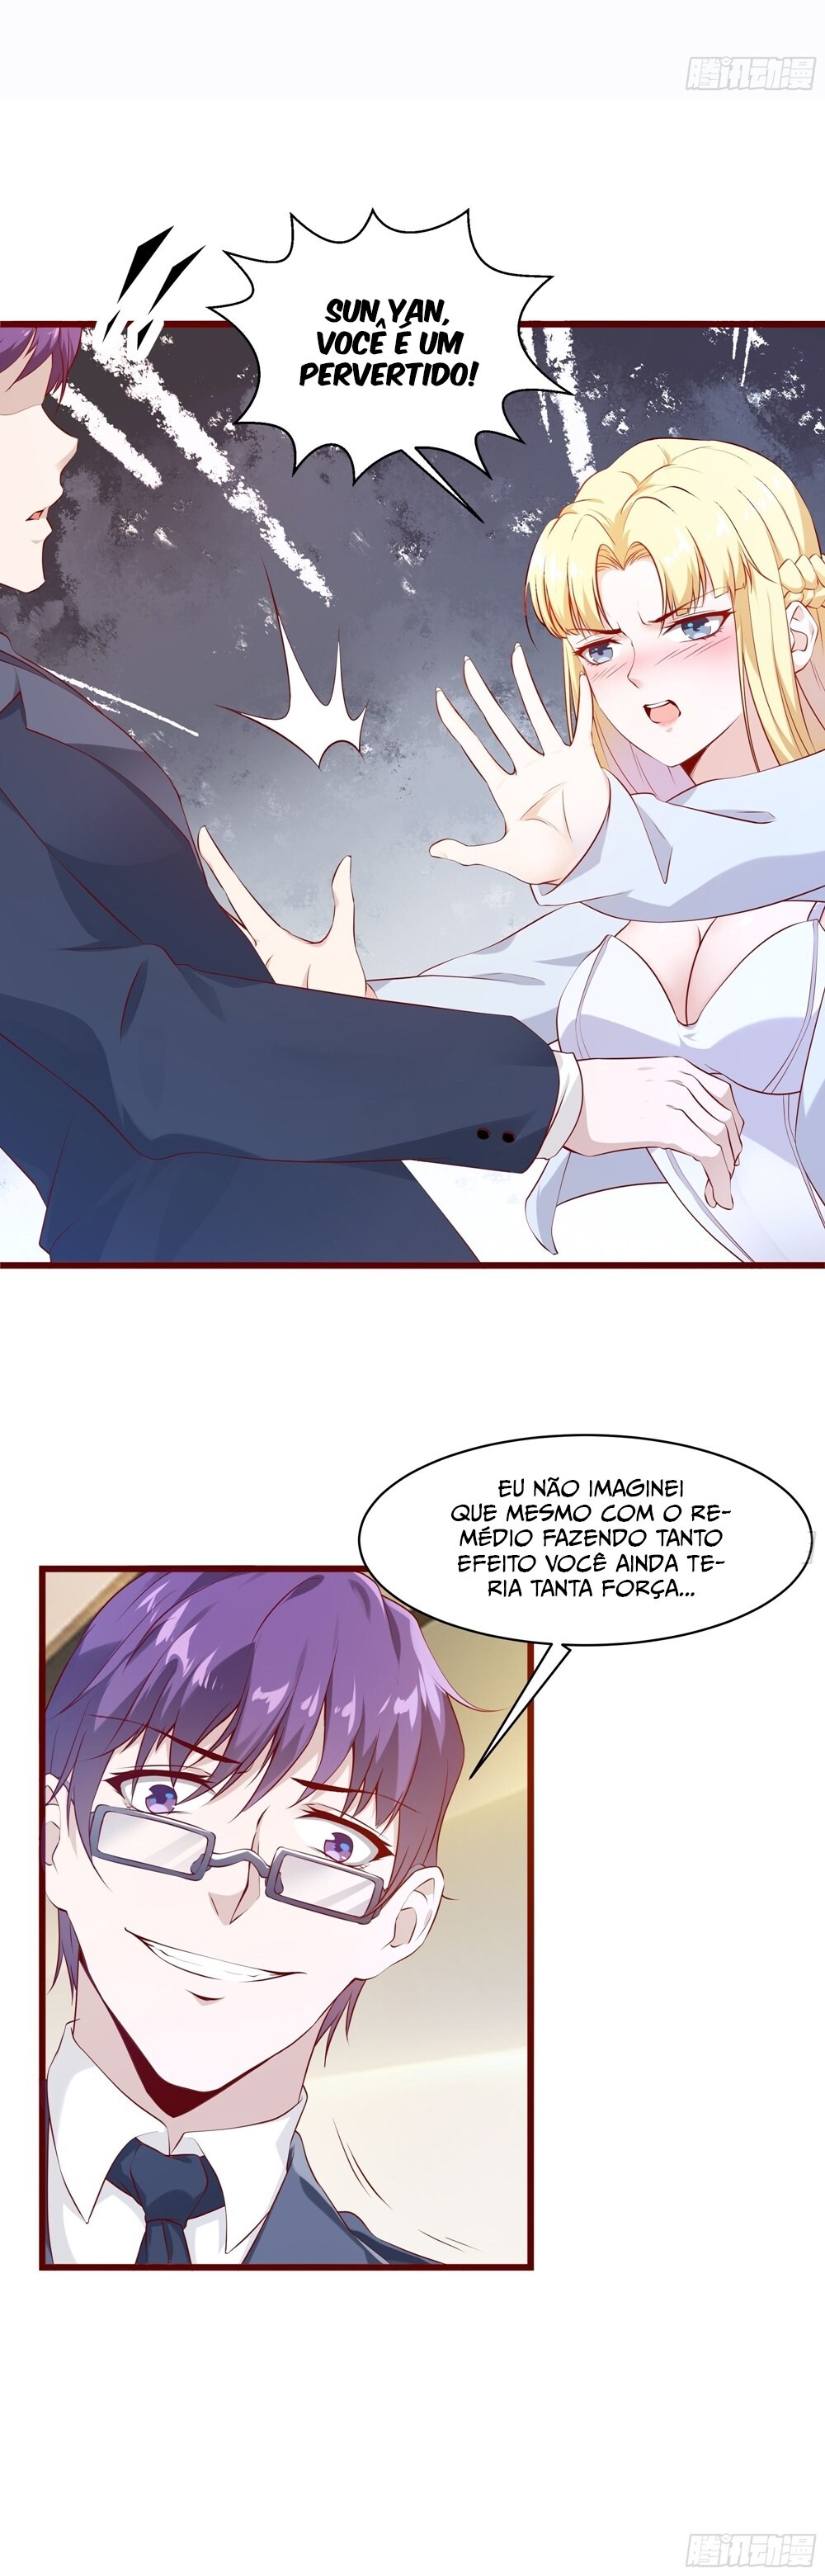 腾讯动漫
SUN YAN,
VOCÊ É UM
PERVERTIDO!
EU NÃO IMAGINEI
QUE MESMO COM O RE-
MÉDIO FAZENDO TANTO
EFEITO VOCÊ AINDA TE-
RIA TANTA FORÇA...
腾讯动漫